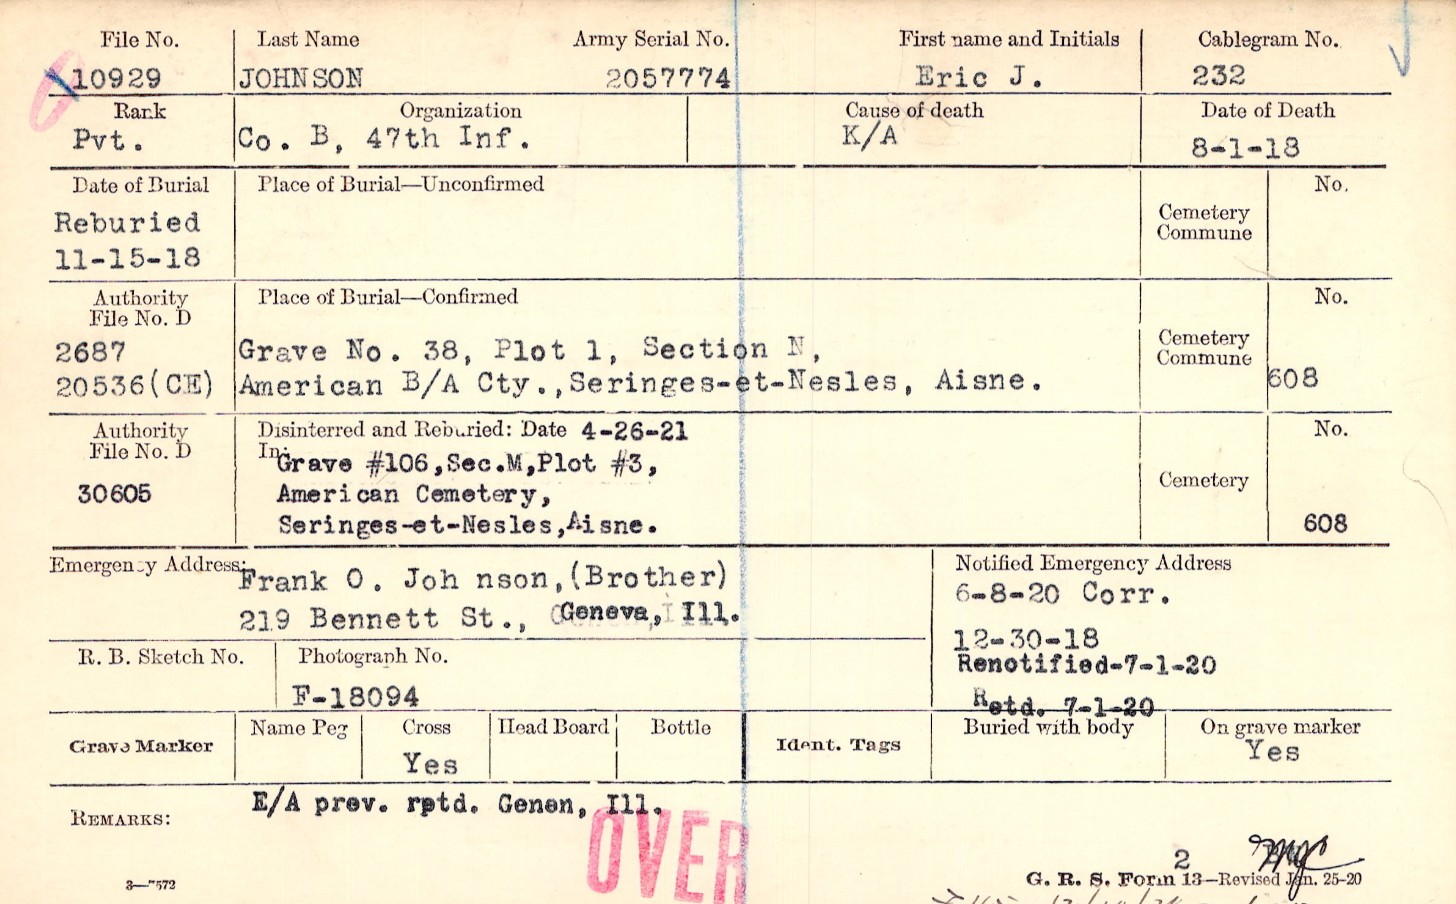 File No. Last Name Army Serial No. First name and Initials Cablegram No.
10929 JOHNSON 2057774 Eric J. 232
Rank Organization Cause of death Date of Death
Pvt. Co. B, 47th Inf. K/A 8-1-18
Date of Burial Place of Burial—Unconfirmed No.
Reburied
11-15-18
Cemetery
Commune
Authority
File No. D
Place of Burial—Confirmed No.
2687 Grave No. 38, Plot 1, Section N,
20536(CE) American B/A Cty.,Seringes-et-Nesles, Aisne.
Cemetery
Commune
608
Authority
File No. D
30605
Disinterred and Reburied: Date 4-26-21 No.
In: Grave #106,Sec.M,Plot #3,
American Cemetery,
Seringes-et-Nesles,Aisne.
Cemetery
608
Emergency Address:
Frank O. Joh nson,(Brother)
219 Bennett St., Geneva, Ill.
Notified Emergency Address
6-8-20 Corr.
12-30-18
Renotified-7-1-20
Retd. 7-1-20
R. B. Sketch No. Photograph No.
F-18094
Grave Marker Name Peg Cross Head Board Bottle Ident. Tags Buried with body On grave marker
Yes Yes
REMARKS: E/A prev. rptd. Genen, Ill.
OVER
2
G. R. S. Form 13—Revised Jan. 25-20